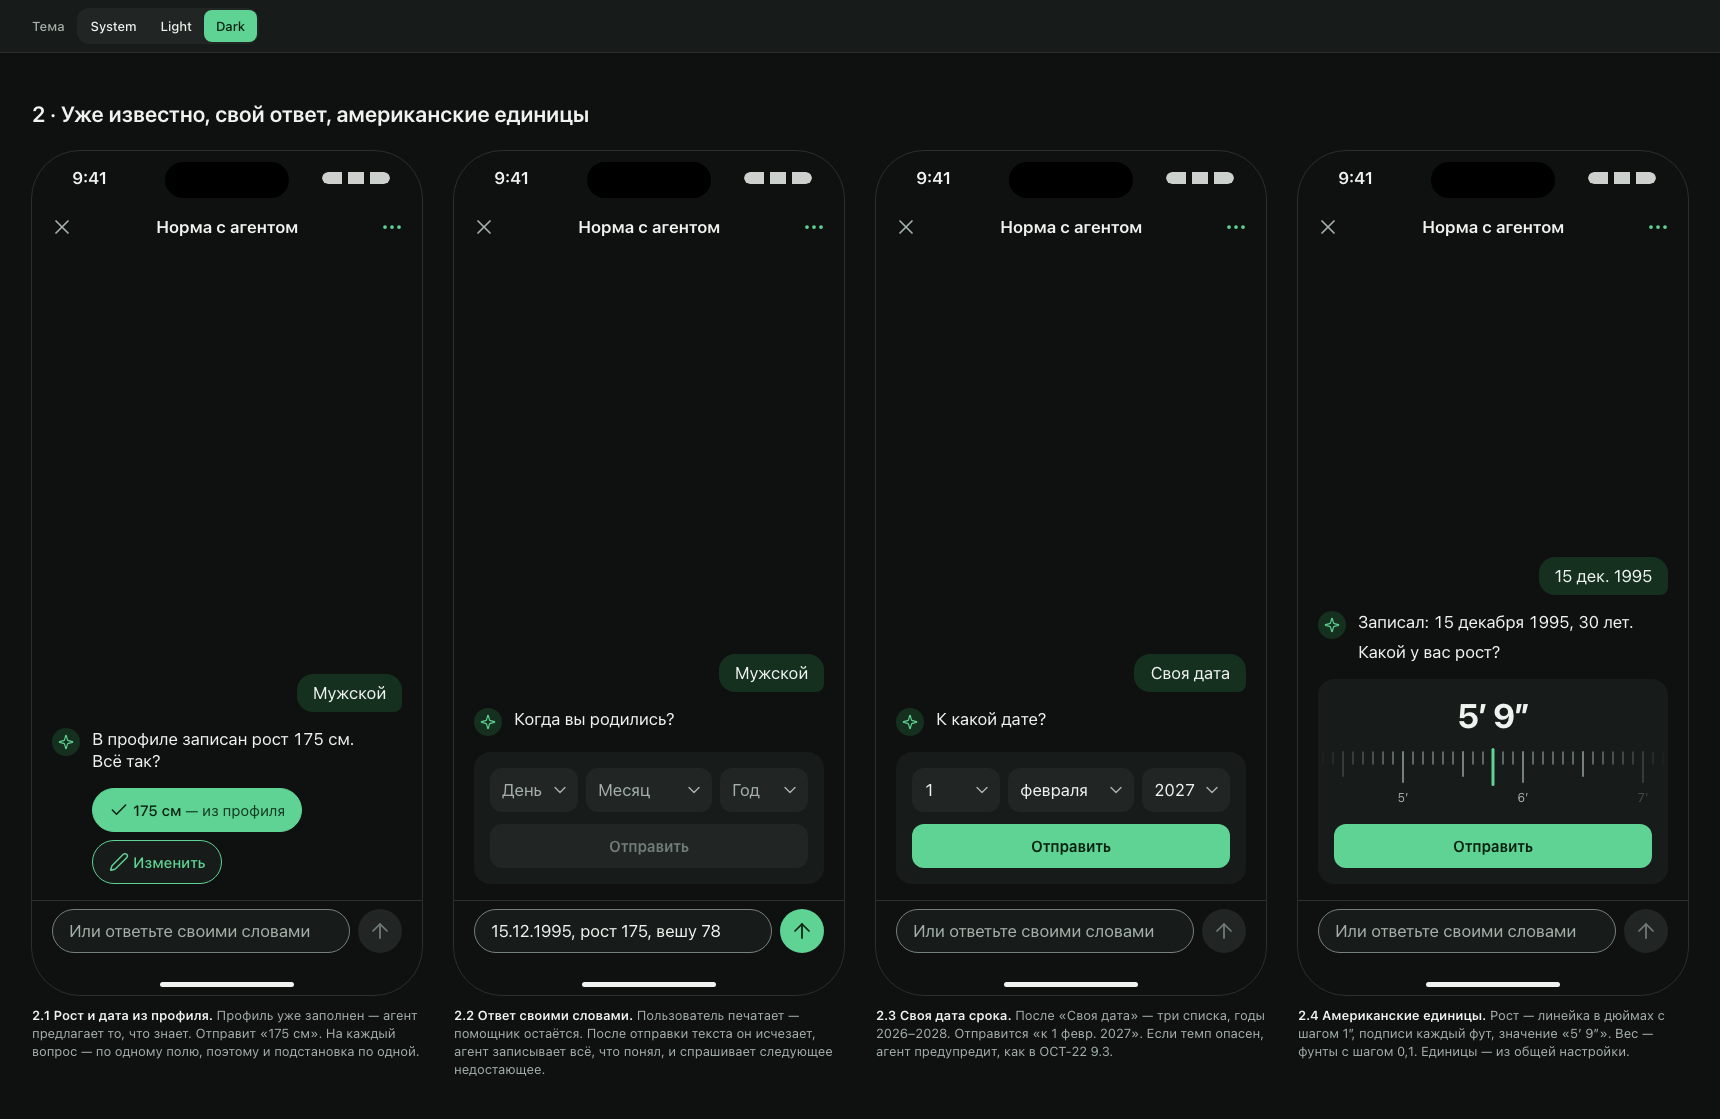 Тема System Light Dark
2 · Уже известно, свой ответ, американские единицы
9:41
Норма с агентом
Мужской
В профиле записан рост 175 см.
Всё так?
175 см — из профиля
Изменить
Или ответьте своими словами
2.1 Рост и дата из профиля. Профиль уже заполнен — агент
предлагает то, что знает. Отправит «175 см». На каждый
вопрос — по одному полю, поэтому и подстановка по одной.
9:41
Норма с агентом
Мужской
Когда вы родились?
День Месяц Год
Отправить
15.12.1995, рост 175, вешу 78
2.2 Ответ своими словами. Пользователь печатает —
помощник остаётся. После отправки текста он исчезает,
агент записывает всё, что понял, и спрашивает следующее
недостающее.
9:41
Норма с агентом
Своя дата
К какой дате?
1 февраля 2027
Отправить
Или ответьте своими словами
2.3 Своя дата срока. После «Своя дата» — три списка, годы
2026–2028. Отправится «к 1 февр. 2027». Если темп опасен,
агент предупредит, как в ОСТ-22 9.3.
9:41
Норма с агентом
15 дек. 1995
Записал: 15 декабря 1995, 30 лет.
Какой у вас рост?
5′ 9″
5′ 6′ 7′
Отправить
Или ответьте своими словами
2.4 Американские единицы. Рост — линейка в дюймах с
шагом 1″, подписи каждый фут, значение «5′ 9″». Вес —
фунты с шагом 0,1. Единицы — из общей настройки.